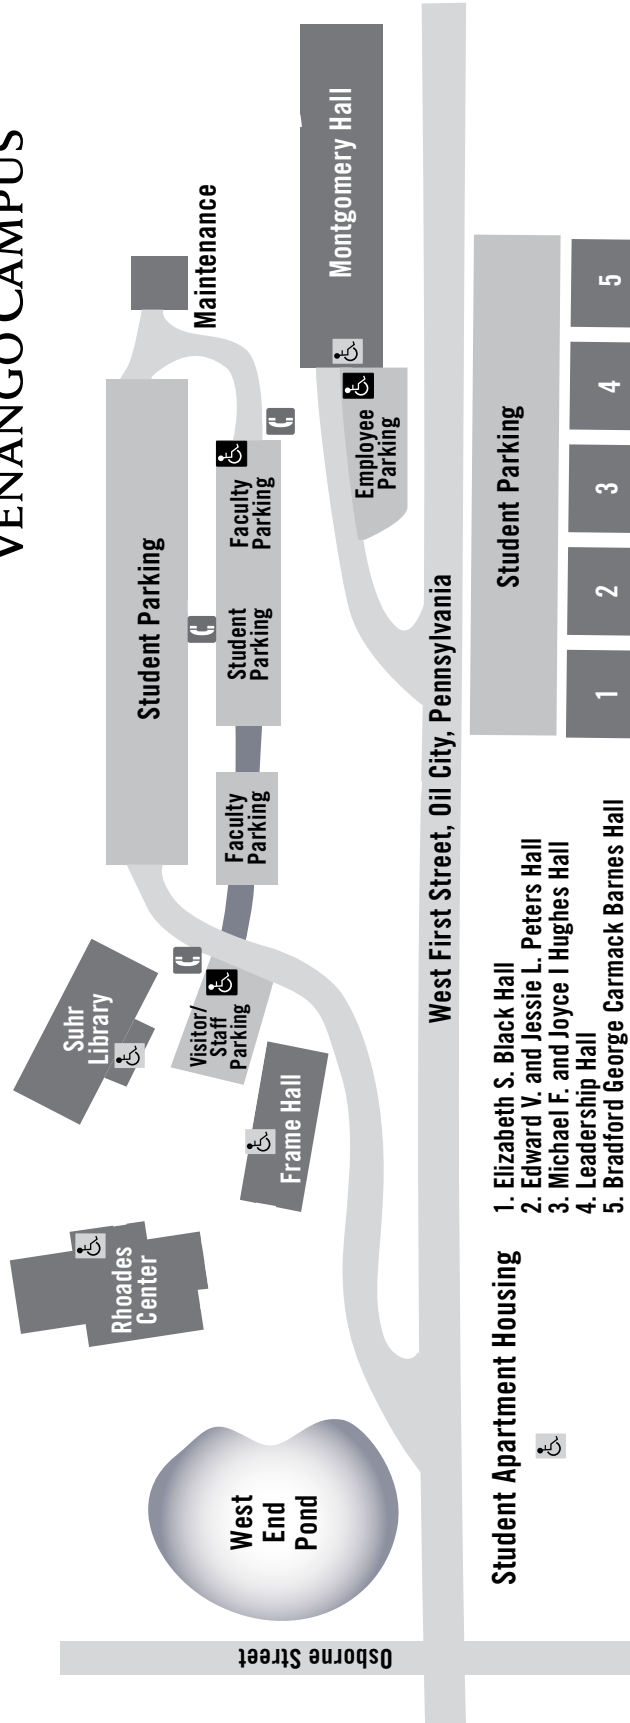 VENANGO CAMPUS
West
End
Pond
Rhoades
Center
Suhr
Library
Frame Hall
Visitor/
Staff
Parking
C
Student Parking
Faculty
Parking
C
Student
Parking
Faculty
Parking
C
Maintenance
Employee
Parking
Montgomery Hall
Osborne Street
West First Street, Oil City, Pennsylvania
Student Apartment Housing
1. Elizabeth S. Black Hall
2. Edward V. and Jessie L. Peters Hall
3. Michael F. and Joyce I Hughes Hall
4. Leadership Hall
5. Bradford George Carmack Barnes Hall
Student Parking
1
2
3
4
5